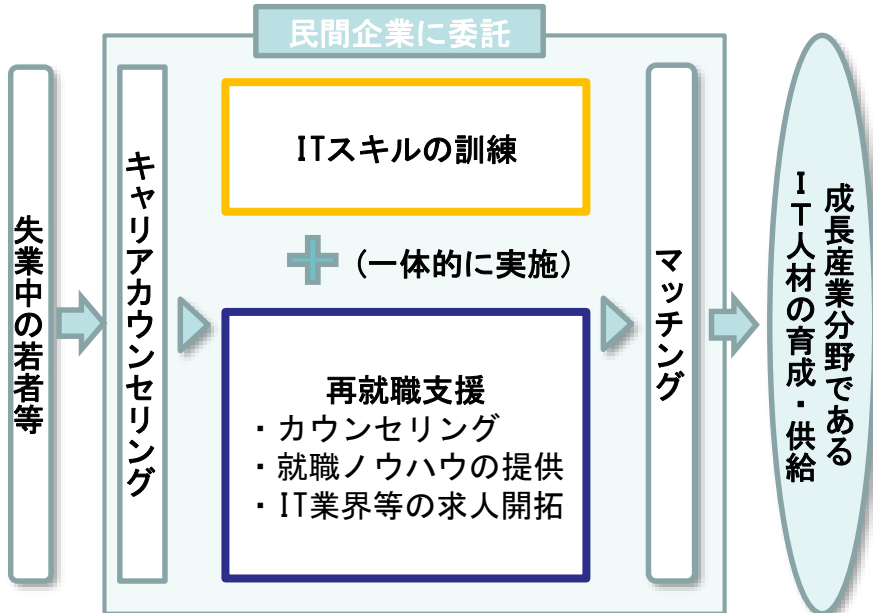 民間企業に委託
失業中の若者等
キャリアカウンセリング
ITスキルの訓練
(一体的に実施)
再就職支援
・カウンセリング
・就職ノウハウの提供
・IT業界等の求人開拓
マッチング
成長産業分野である
IT人材の育成・供給